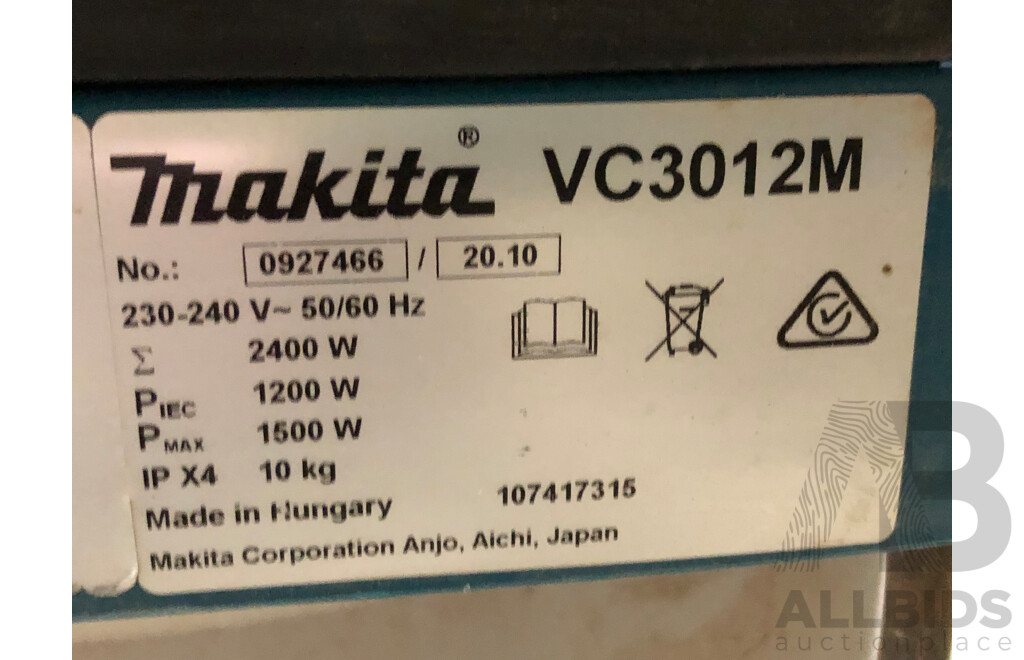 makita® VC3012M
No.: 0927466 / 20.10
230-240 V~ 50/60 Hz
Σ 2400 W
PIEC 1200 W
PMAX 1500 W
IP X4 10 kg
Made in Hungary 107417315
Makita Corporation Anjo, Aichi, Japan
AB
ALLBIDS
auctionplace